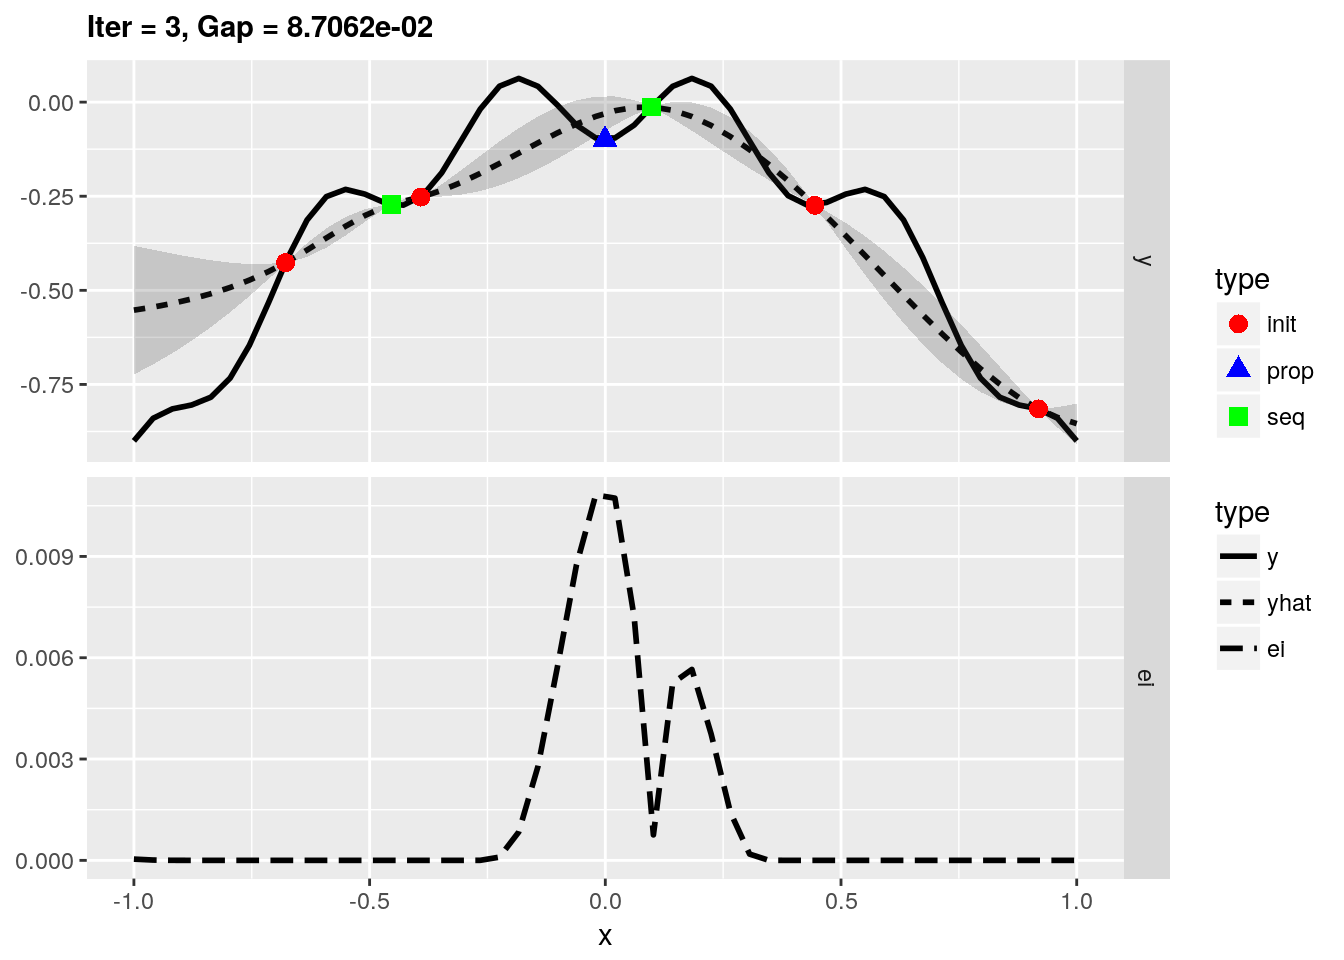 Iter = 3, Gap = 8.7062e-02
0.00
-0.25
-0.50
-0.75
y
0.009
0.006
0.003
0.000
ei
-1.0 -0.5 0.0 0.5 1.0
x
type
init
prop
seq
type
y
yhat
ei